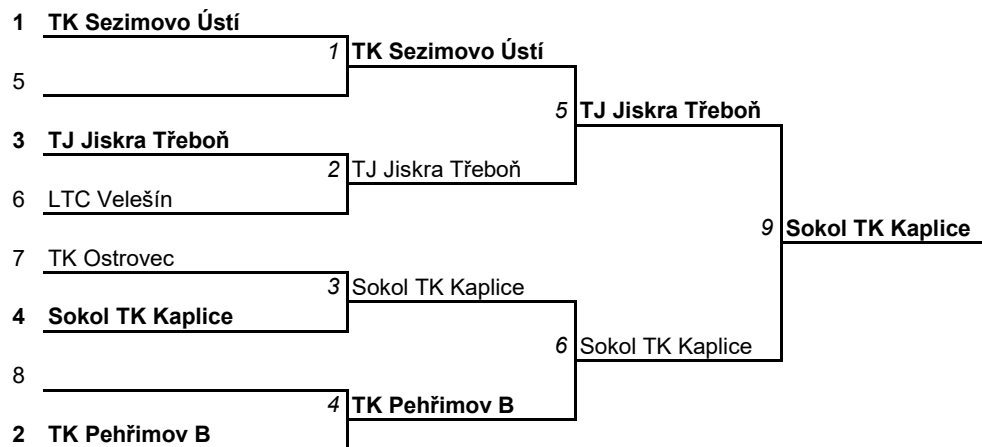 1 TK Sezimovo Ústí
1 TK Sezimovo Ústí
5
5 TJ Jiskra Třeboň
3 TJ Jiskra Třeboň
2 TJ Jiskra Třeboň
6 LTC Velešín
9 Sokol TK Kaplice
7 TK Ostrovec
3 Sokol TK Kaplice
4 Sokol TK Kaplice
6 Sokol TK Kaplice
8
4 TK Pehřimov B
2 TK Pehřimov B